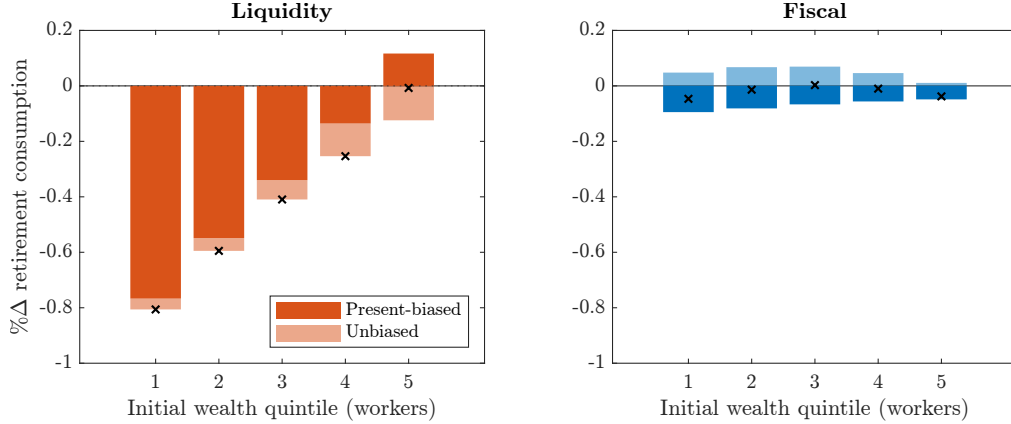 Liquidity
%Δ retirement consumption
0.2
0
-0.2
-0.4
-0.6
-0.8
-1
Present-biased
Unbiased
1 2 3 4 5
Initial wealth quintile (workers)
Fiscal
0.2
0
-0.2
-0.4
-0.6
-0.8
-1
1 2 3 4 5
Initial wealth quintile (workers)